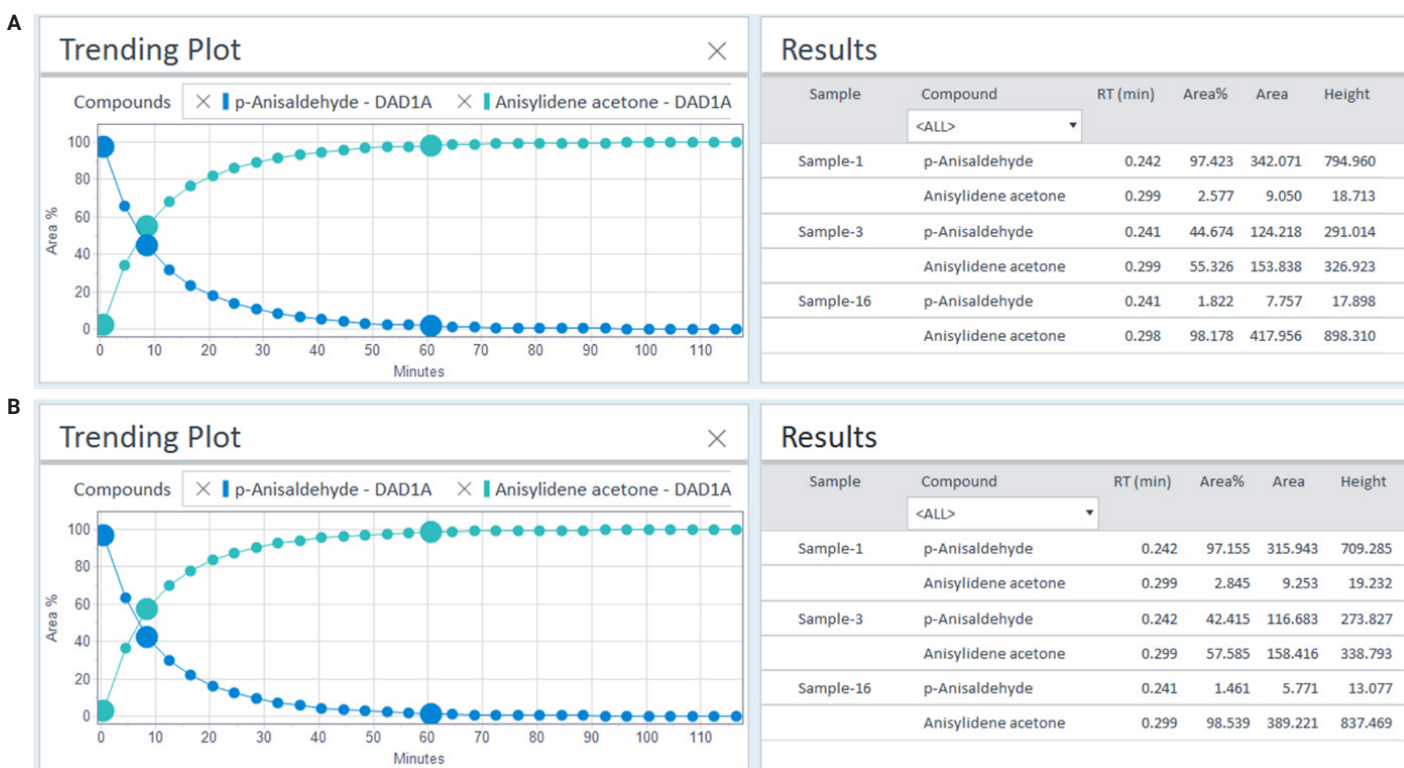 A
Trending Plot
Compounds
p-Anisaldehyde - DAD1A
Anisylidene acetone - DAD1A
Area %
100
80
60
40
20
0
0 10 20 30 40 50 60 70 80 90 100 110
Minutes
Results
Sample Compound RT (min) Area% Area Height
<ALL>
Sample-1 p-Anisaldehyde 0.242 97.423 342.071 794.960
Anisylidene acetone 0.299 2.577 9.050 18.713
Sample-3 p-Anisaldehyde 0.241 44.674 124.218 291.014
Anisylidene acetone 0.299 55.326 153.838 326.923
Sample-16 p-Anisaldehyde 0.241 1.822 7.757 17.898
Anisylidene acetone 0.298 98.178 417.956 898.310
B
Trending Plot
Compounds
p-Anisaldehyde - DAD1A
Anisylidene acetone - DAD1A
Area %
100
80
60
40
20
0
0 10 20 30 40 50 60 70 80 90 100 110
Minutes
Results
Sample Compound RT (min) Area% Area Height
<ALL>
Sample-1 p-Anisaldehyde 0.242 97.155 315.943 709.285
Anisylidene acetone 0.299 2.845 9.253 19.232
Sample-3 p-Anisaldehyde 0.242 42.415 116.683 273.827
Anisylidene acetone 0.299 57.585 158.416 338.793
Sample-16 p-Anisaldehyde 0.241 1.461 5.771 13.077
Anisylidene acetone 0.299 98.539 389.221 837.469